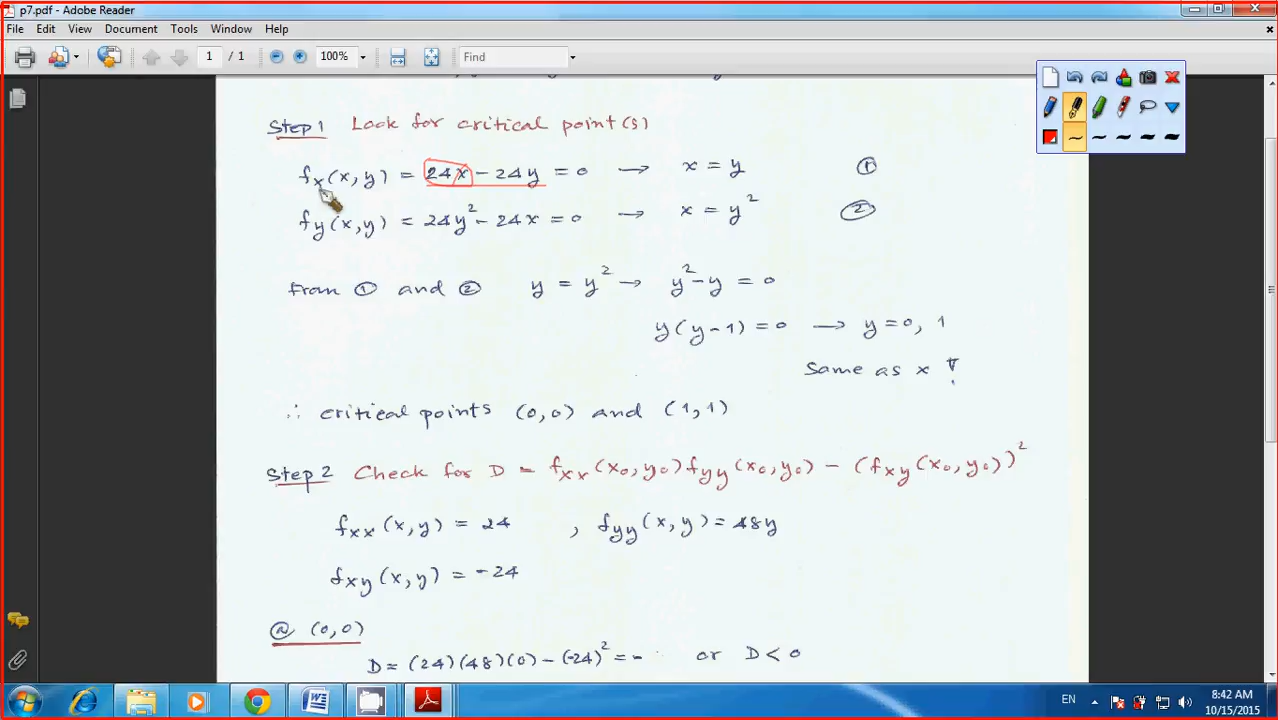 p7.pdf - Adobe Reader
File Edit View Document Tools Window Help
1 / 1 100% Find
Step 1 Look for critical point(s)
fx(x,y) = 24x - 24y = 0 → x = y ①
fy(x,y) = 24y² - 24x = 0 → x = y² ②
From ① and ② y = y² → y² - y = 0
y(y-1) = 0 → y = 0, 1
Same as x !
∴ critical points (0,0) and (1,1)
Step 2 Check for D = fxx(x0,y0)fyy(x0,y0) - (fxy(x0,y0))²
fxx(x,y) = 24 , fyy(x,y) = 48y
fxy(x,y) = -24
@ (0,0)
D = (24)(48)(0) - (-24)² = - or D < 0
EN 8:42 AM
10/15/2015